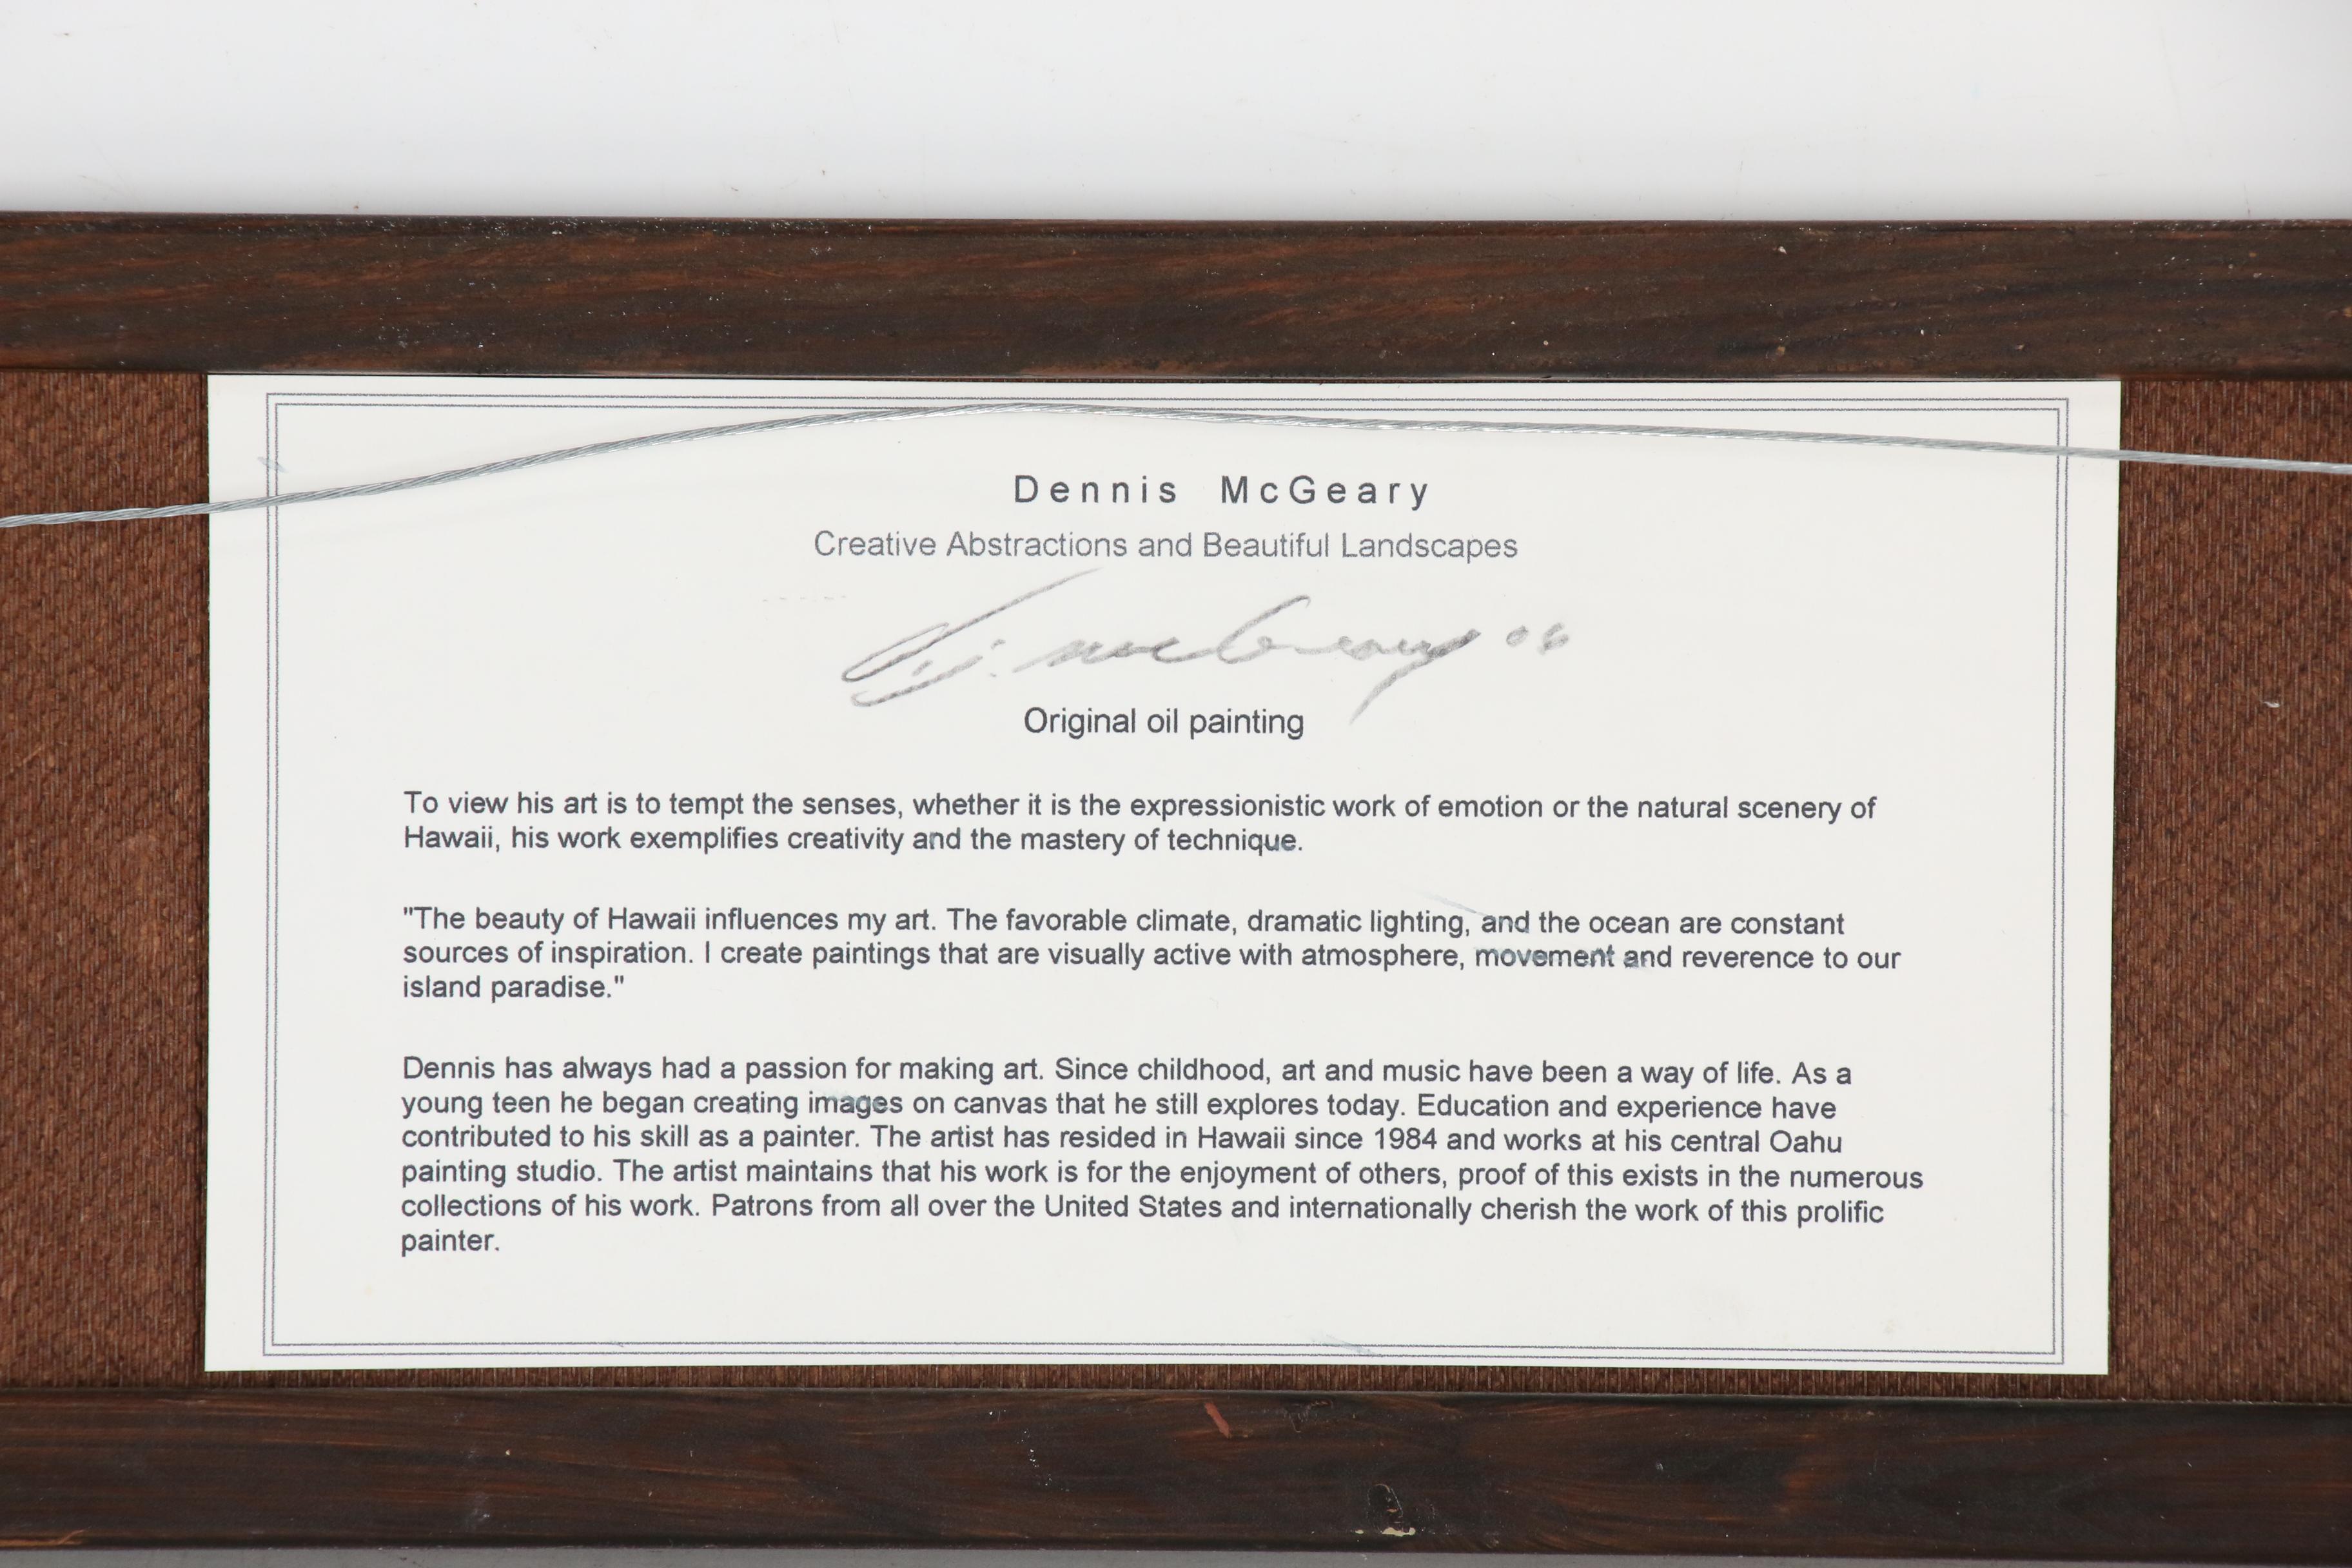 Dennis McGeary
Creative Abstractions and Beautiful Landscapes
D.J. McGeary 06
Original oil painting
To view his art is to tempt the senses, whether it is the expressionistic work of emotion or the natural scenery of
Hawaii, his work exemplifies creativity and the mastery of technique.
"The beauty of Hawaii influences my art. The favorable climate, dramatic lighting, and the ocean are constant
sources of inspiration. I create paintings that are visually active with atmosphere, movement and reverence to our
island paradise."
Dennis has always had a passion for making art. Since childhood, art and music have been a way of life. As a
young teen he began creating images on canvas that he still explores today. Education and experience have
contributed to his skill as a painter. The artist has resided in Hawaii since 1984 and works at his central Oahu
painting studio. The artist maintains that his work is for the enjoyment of others, proof of this exists in the numerous
collections of his work. Patrons from all over the United States and internationally cherish the work of this prolific
painter.